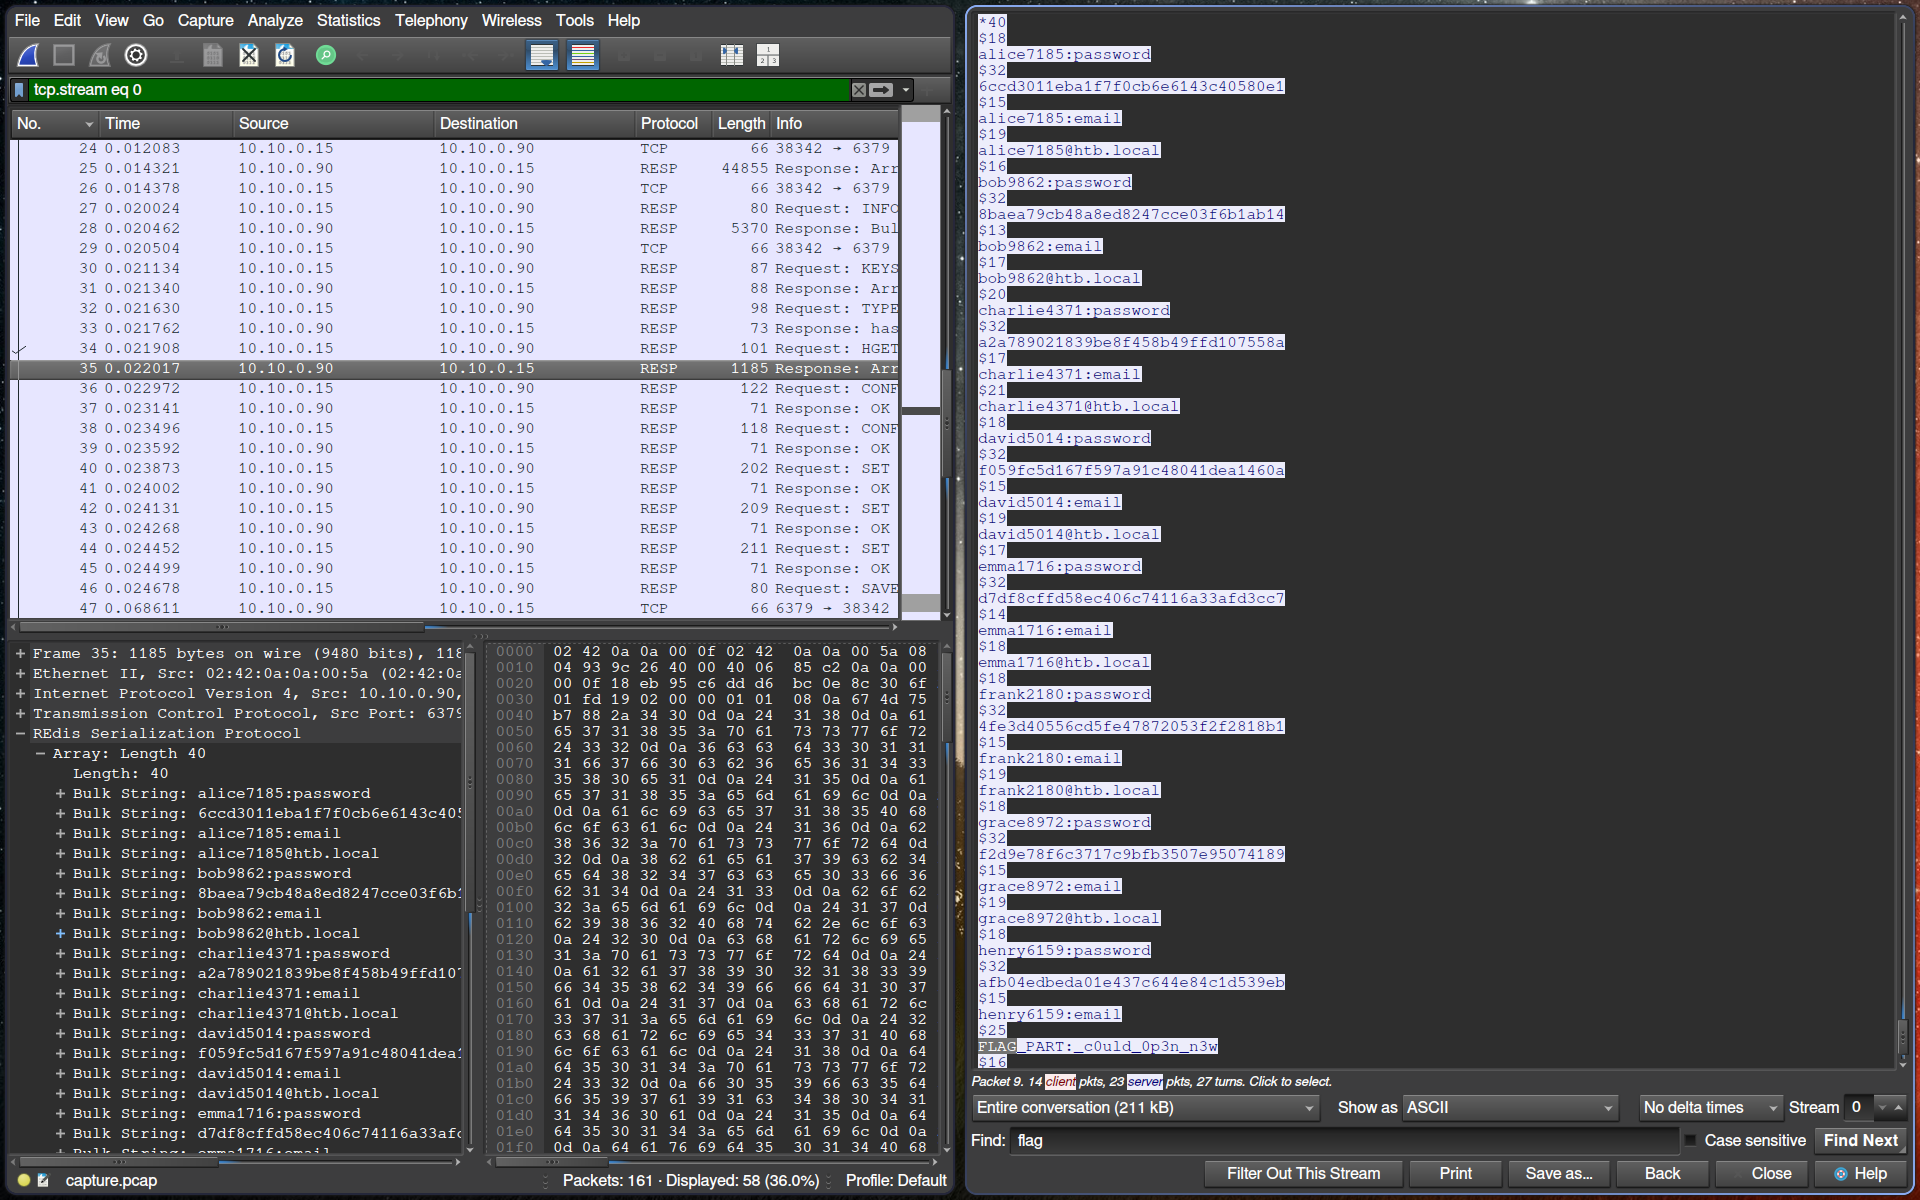 File Edit View Go Capture Analyze Statistics Telephony Wireless Tools Help
tcp.stream eq 0
No. Time Source Destination Protocol Length Info
24 0.012083 10.10.0.15 10.10.0.90 TCP 66 38342 → 6379
25 0.014321 10.10.0.90 10.10.0.15 RESP 44855 Response: Arr
26 0.014378 10.10.0.15 10.10.0.90 TCP 66 38342 → 6379
27 0.020024 10.10.0.15 10.10.0.90 RESP 80 Request: INFO
28 0.020462 10.10.0.90 10.10.0.15 RESP 5370 Response: Bul
29 0.020504 10.10.0.15 10.10.0.90 TCP 66 38342 → 6379
30 0.021134 10.10.0.15 10.10.0.90 RESP 87 Request: KEYS
31 0.021340 10.10.0.90 10.10.0.15 RESP 88 Response: Arr
32 0.021630 10.10.0.15 10.10.0.90 RESP 98 Request: TYPE
33 0.021762 10.10.0.90 10.10.0.15 RESP 73 Response: has
34 0.021908 10.10.0.15 10.10.0.90 RESP 101 Request: HGET
35 0.022017 10.10.0.90 10.10.0.15 RESP 1185 Response: Arr
36 0.022972 10.10.0.15 10.10.0.90 RESP 122 Request: CONF
37 0.023141 10.10.0.90 10.10.0.15 RESP 71 Response: OK
38 0.023496 10.10.0.15 10.10.0.90 RESP 118 Request: CONF
39 0.023592 10.10.0.90 10.10.0.15 RESP 71 Response: OK
40 0.023873 10.10.0.15 10.10.0.90 RESP 202 Request: SET
41 0.024002 10.10.0.90 10.10.0.15 RESP 71 Response: OK
42 0.024131 10.10.0.15 10.10.0.90 RESP 209 Request: SET
43 0.024268 10.10.0.90 10.10.0.15 RESP 71 Response: OK
44 0.024452 10.10.0.15 10.10.0.90 RESP 211 Request: SET
45 0.024499 10.10.0.90 10.10.0.15 RESP 71 Response: OK
46 0.024678 10.10.0.15 10.10.0.90 RESP 80 Request: SAVE
47 0.068611 10.10.0.90 10.10.0.15 TCP 66 6379 → 38342
Frame 35: 1185 bytes on wire (9480 bits), 118
Ethernet II, Src: 02:42:0a:0a:00:5a (02:42:0a
Internet Protocol Version 4, Src: 10.10.0.90,
Transmission Control Protocol, Src Port: 6379
REdis Serialization Protocol
Array: Length 40
Length: 40
Bulk String: alice7185:password
Bulk String: 6ccd3011eba1f7f0cb6e6143c405
Bulk String: alice7185:email
Bulk String: alice7185@htb.local
Bulk String: bob9862:password
Bulk String: 8baea79cb48a8ed8247cce03f6b1
Bulk String: bob9862:email
Bulk String: bob9862@htb.local
Bulk String: charlie4371:password
Bulk String: a2a789021839be8f458b49ffd107
Bulk String: charlie4371:email
Bulk String: charlie4371@htb.local
Bulk String: david5014:password
Bulk String: f059fc5d167f597a91c48041dea1
Bulk String: david5014:email
Bulk String: david5014@htb.local
Bulk String: emma1716:password
Bulk String: d7df8cffd58ec406c74116a33afc
Bulk String: emma1716:email
0000 02 42 0a 0a 00 0f 02 42 0a 0a 00 5a 08
0010 04 93 9c 26 40 00 40 06 85 c2 0a 0a 00
0020 00 0f 18 eb 95 c6 dd d6 bc 0e 8c 30 6f
0030 01 fd 19 02 00 00 01 01 08 0a 67 4d 75
0040 b7 88 2a 34 30 0d 0a 24 31 38 0d 0a 61
0050 65 37 31 38 35 3a 70 61 73 73 77 6f 72
0060 24 33 32 0d 0a 36 63 63 64 33 30 31 31
0070 31 66 37 66 30 63 62 36 65 36 31 34 33
0080 35 38 30 65 31 0d 0a 24 31 35 0d 0a 61
0090 65 37 31 38 35 3a 65 6d 61 69 6c 0d 0a
00a0 0d 0a 61 6c 69 63 65 37 31 38 35 40 68
00b0 6c 6f 63 61 6c 0d 0a 24 31 36 0d 0a 62
00c0 38 36 32 3a 70 61 73 73 77 6f 72 64 0d
00d0 32 0d 0a 38 62 61 65 61 37 39 63 62 34
00e0 65 64 38 32 34 37 63 63 65 30 33 66 36
00f0 62 31 34 0d 0a 24 31 33 0d 0a 62 6f 62
0100 32 3a 65 6d 61 69 6c 0d 0a 24 31 37 0d
0110 62 39 38 36 32 40 68 74 62 2e 6c 6f 63
0120 0a 24 32 30 0d 0a 63 68 61 72 6c 69 65
0130 31 3a 70 61 73 73 77 6f 72 64 0d 0a 24
0140 0a 61 32 61 37 38 39 30 32 31 38 33 39
0150 66 34 35 38 62 34 39 66 66 64 31 30 37
0160 61 0d 0a 24 31 37 0d 0a 63 68 61 72 6c
0170 33 37 31 3a 65 6d 61 69 6c 0d 0a 24 32
0180 63 68 61 72 6c 69 65 34 33 37 31 40 68
0190 6c 6f 63 61 6c 0d 0a 24 31 38 0d 0a 64
01a0 64 35 30 31 34 3a 70 61 73 73 77 6f 72
01b0 24 33 32 0d 0a 66 30 35 39 66 63 35 64
01c0 66 35 39 37 61 39 31 63 34 38 30 34 31
01d0 31 34 36 30 61 0d 0a 24 31 35 0d 0a 64
01e0 64 35 30 31 34 3a 65 6d 61 69 6c 0d 0a
01f0 0d 0a 64 61 76 69 64 35 30 31 34 40 68
capture.pcap Packets: 161 · Displayed: 58 (36.0%) Profile: Default
*40
$18
alice7185:password
$32
6ccd3011eba1f7f0cb6e6143c40580e1
$15
alice7185:email
$19
alice7185@htb.local
$16
bob9862:password
$32
8baea79cb48a8ed8247cce03f6b1ab14
$13
bob9862:email
$17
bob9862@htb.local
$20
charlie4371:password
$32
a2a789021839be8f458b49ffd107558a
$17
charlie4371:email
$21
charlie4371@htb.local
$18
david5014:password
$32
f059fc5d167f597a91c48041dea1460a
$15
david5014:email
$19
david5014@htb.local
$17
emma1716:password
$32
d7df8cffd58ec406c74116a33afd3cc7
$14
emma1716:email
$18
emma1716@htb.local
$18
frank2180:password
$32
4fe3d40556cd5fe47872053f2f2818b1
$15
frank2180:email
$19
frank2180@htb.local
$18
grace8972:password
$32
f2d9e78f6c3717c9bfb3507e95074189
$15
grace8972:email
$19
grace8972@htb.local
$18
henry6159:password
$32
afb04edbeda01e437c644e84c1d539eb
$15
henry6159:email
$25
FLAG_PART:_c0uld_0p3n_n3w
$16
Packet 9. 14 client pkts, 23 server pkts, 27 turns. Click to select.
Entire conversation (211 kB) Show as ASCII No delta times Stream 0
Find: flag Case sensitive Find Next
Filter Out This Stream Print Save as... Back Close Help